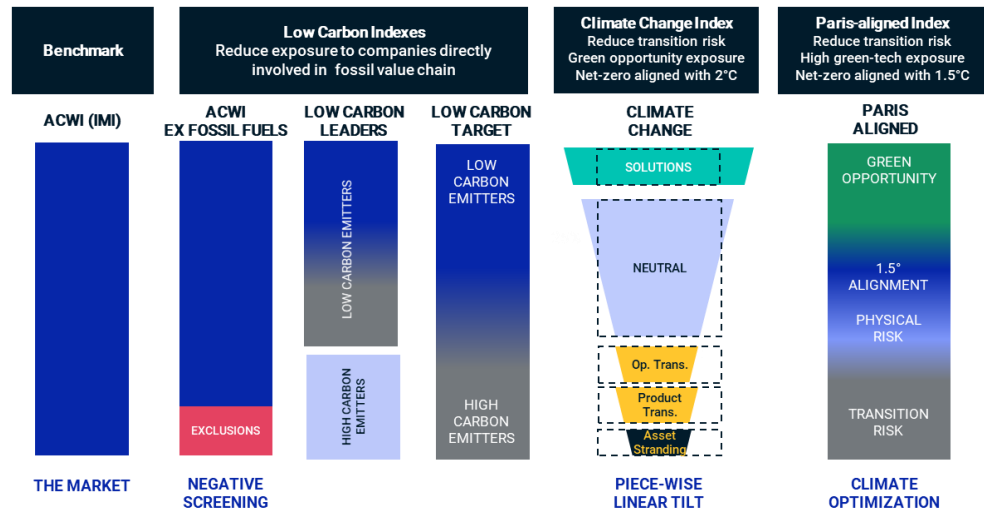 Benchmark
Low Carbon Indexes
Reduce exposure to companies directly
involved in fossil value chain
Climate Change Index
Reduce transition risk
Green opportunity exposure
Net-zero aligned with 2°C
Paris-aligned Index
Reduce transition risk
High green-tech exposure
Net-zero aligned with 1.5°C
ACWI (IMI)
ACWI
EX FOSSIL FUELS
LOW CARBON
LEADERS
LOW CARBON
TARGET
CLIMATE
CHANGE
PARIS
ALIGNED
EXCLUSIONS
LOW CARBON EMITTERS
HIGH CARBON
EMITTERS
LOW
CARBON
EMITTERS
HIGH
CARBON
EMITTERS
SOLUTIONS
NEUTRAL
Op. Trans.
Product
Trans.
Asset
Stranding
GREEN
OPPORTUNITY
1.5°
ALIGNMENT
PHYSICAL
RISK
TRANSITION
RISK
THE MARKET
NEGATIVE
SCREENING
PIECE-WISE
LINEAR TILT
CLIMATE
OPTIMIZATION